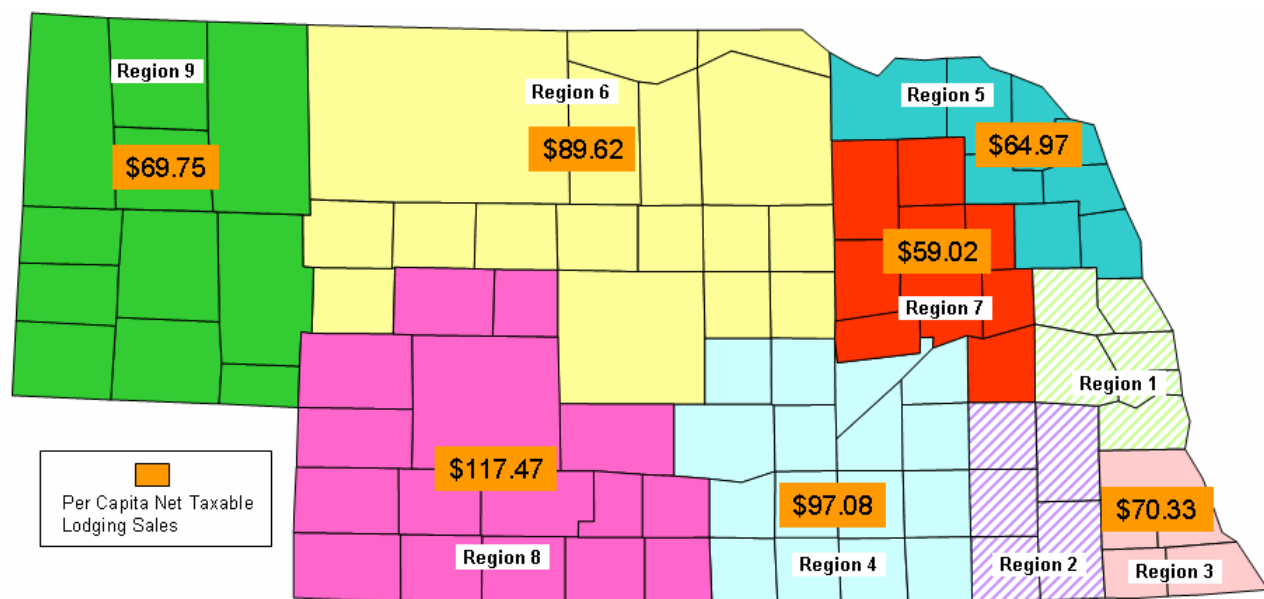 Region 9
Region 6
Region 5
$69.75
$89.62
$64.97
$59.02
Region 7
Region 1
$117.47
$97.08
$70.33
Region 8
Region 4
Region 2
Region 3
Per Capita Net Taxable
Lodging Sales